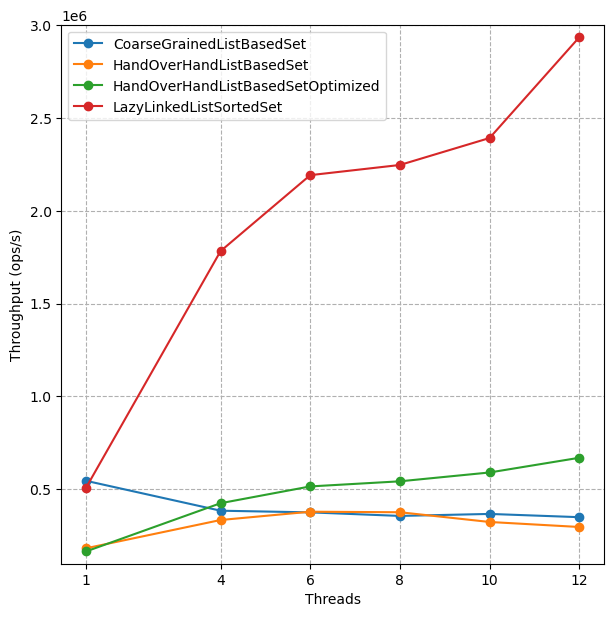 1e6
3.0
CoarseGrainedListBasedSet
HandOverHandListBasedSet
HandOverHandListBasedSetOptimized
LazyLinkedListSortedSet
2.5
2.0
1.5
1.0
0.5
Throughput (ops/s)
1 4 6 8 10 12
Threads